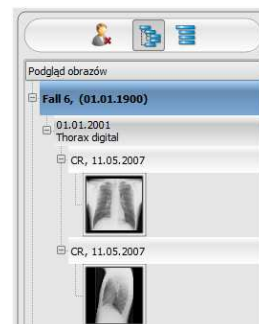 Podgląd obrazów
Fall 6, (01.01.1900)
01.01.2001
Thorax digital
CR, 11.05.2007
CR, 11.05.2007